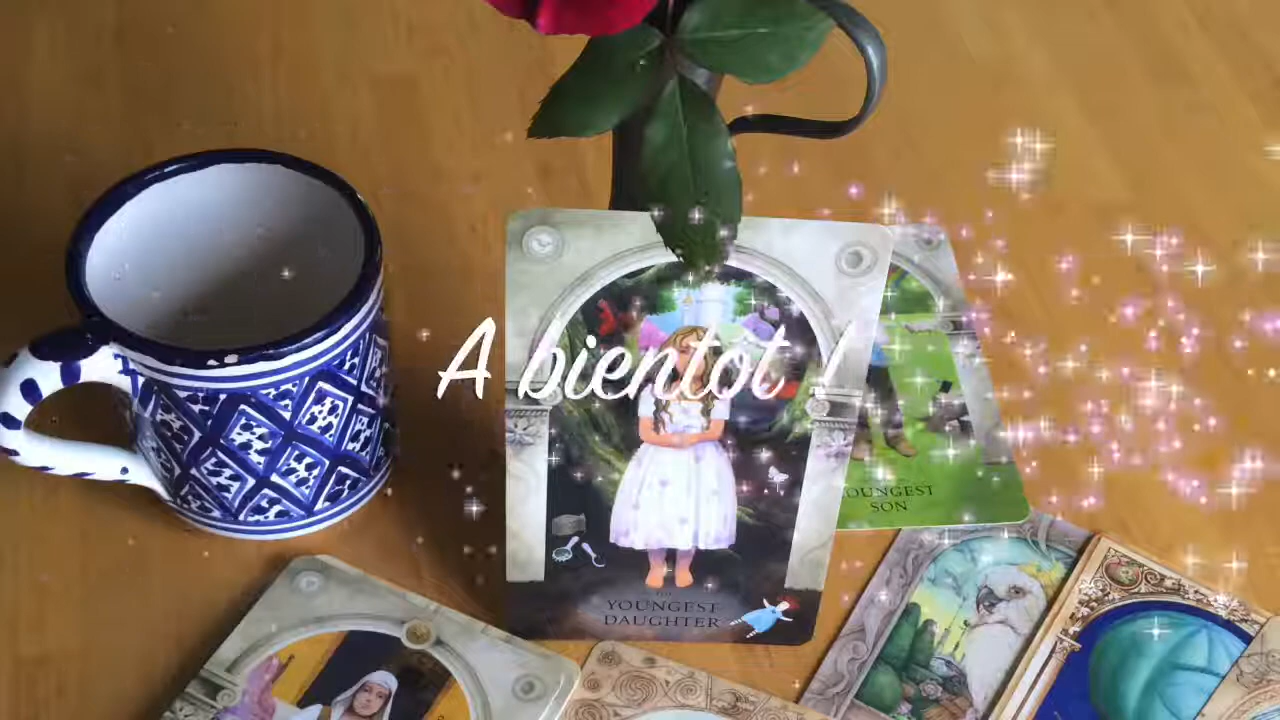 A bientot !
THE
YOUNGEST
DAUGHTER
YOUNGEST
SON